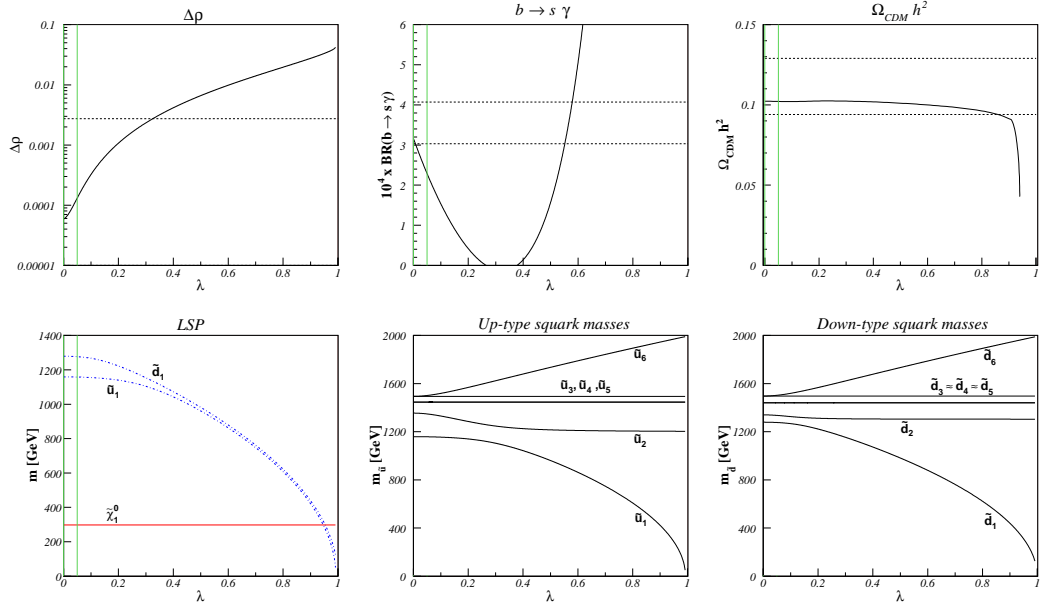 Δρ
0.1
0.01
0.001
0.0001
0.00001
Δρ
0 0.2 0.4 0.6 0.8 1
λ
b → s γ
6
5
4
3
2
1
0
10⁴ x BR(b → s γ)
0 0.2 0.4 0.6 0.8 1
λ
Ω_CDM h²
0.15
0.1
0.05
0
Ω_CDM h²
0 0.2 0.4 0.6 0.8 1
λ
LSP
1400
1200
1000
800
600
400
200
0
m [GeV]
d̃₁
ũ₁
χ̃₁⁰
0 0.2 0.4 0.6 0.8 1
λ
Up-type squark masses
2000
1600
1200
800
400
0
m_ũ [GeV]
ũ₆
ũ₃, ũ₄ ,ũ₅
ũ₂
ũ₁
0 0.2 0.4 0.6 0.8 1
λ
Down-type squark masses
2000
1600
1200
800
400
0
m_d̃ [GeV]
d̃₆
d̃₃ ≈ d̃₄ ≈ d̃₅
d̃₂
d̃₁
0 0.2 0.4 0.6 0.8 1
λ